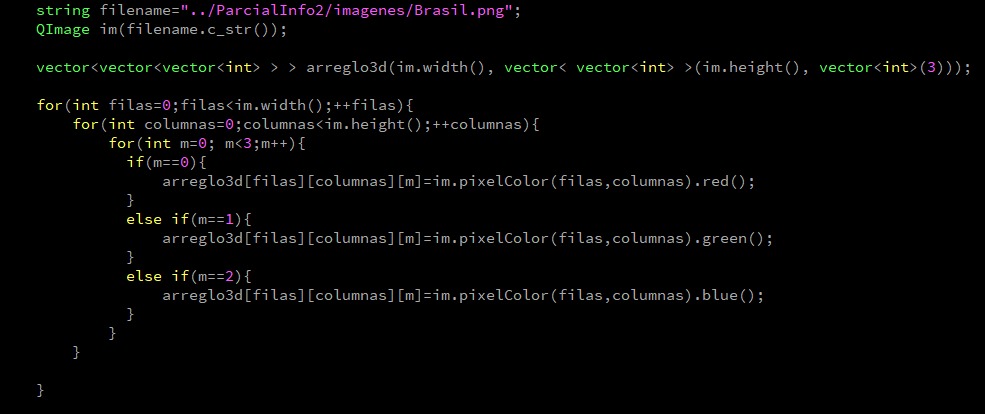 string filename="../ParcialInfo2/imagenes/Brasil.png";
QImage im(filename.c_str());
vector<vector<vector<int> > > arreglo3d(im.width(), vector< vector<int> >(im.height(), vector<int>(3)));
for(int filas=0;filas<im.width();++filas){
for(int columnas=0;columnas<im.height();++columnas){
for(int m=0; m<3;m++){
if(m==0){
arreglo3d[filas][columnas][m]=im.pixelColor(filas,columnas).red();
}
else if(m==1){
arreglo3d[filas][columnas][m]=im.pixelColor(filas,columnas).green();
}
else if(m==2){
arreglo3d[filas][columnas][m]=im.pixelColor(filas,columnas).blue();
}
}
}
}